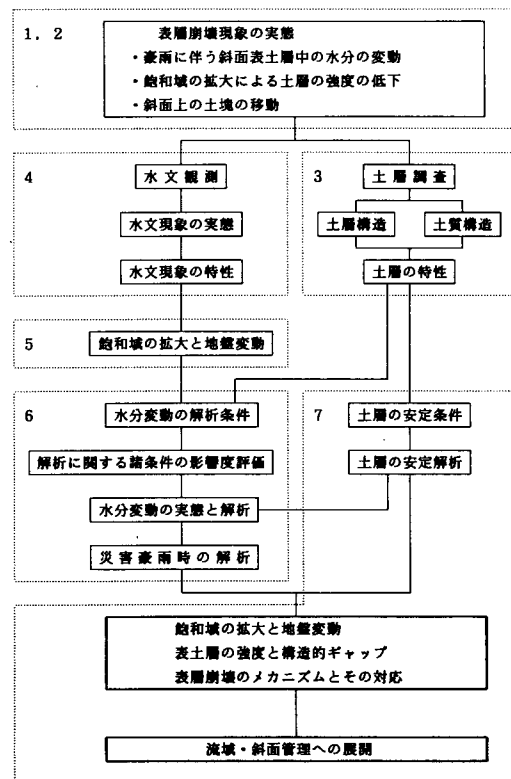 1, 2
表層崩壊現象の実態
・豪雨に伴う斜面表土層中の水分の変動
・飽和域の拡大による土層の強度の低下
・斜面上の土塊の移動
4
水文観測
水文現象の実態
水文現象の特性
3
土層調査
土層構造
土質構造
土層の特性
5
飽和域の拡大と地盤変動
6
水分変動の解析条件
解析に関する諸条件の影響度評価
水分変動の実態と解析
災害豪雨時の解析
7
土層の安定条件
土層の安定解析
飽和域の拡大と地盤変動
表土層の強度と構造的ギャップ
表層崩壊のメカニズムとその対応
流域・斜面管理への展開